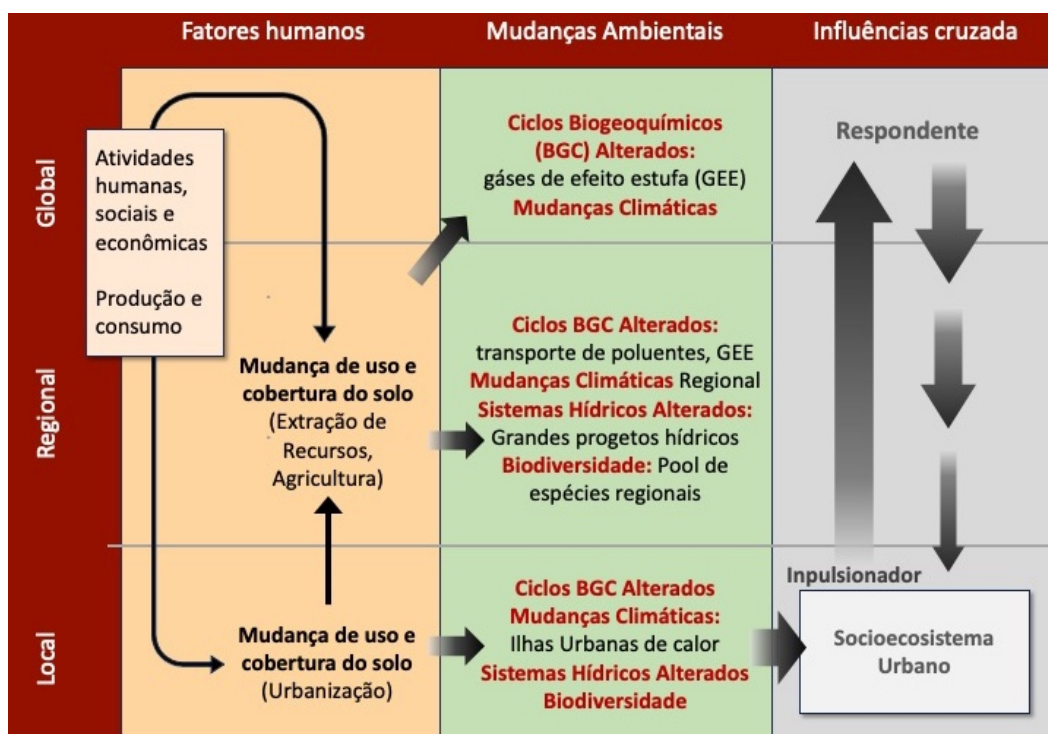 Fatores humanos
Mudanças Ambientais
Influências cruzada
Global
Atividades
humanas,
sociais e
econômicas
Produção e
consumo
Ciclos Biogeoquímicos
(BGC) Alterados:
gáses de efeito estufa (GEE)
Mudanças Climáticas
Respondente
Regional
Mudança de uso e
cobertura do solo
(Extração de
Recursos,
Agricultura)
Ciclos BGC Alterados:
transporte de poluentes, GEE
Mudanças Climáticas Regional
Sistemas Hídricos Alterados:
Grandes progetos hídricos
Biodiversidade: Pool de
espécies regionais
Local
Mudança de uso e
cobertura do solo
(Urbanização)
Ciclos BGC Alterados
Mudanças Climáticas:
Ilhas Urbanas de calor
Sistemas Hídricos Alterados
Biodiversidade
Inpulsionador
Socioecosistema
Urbano